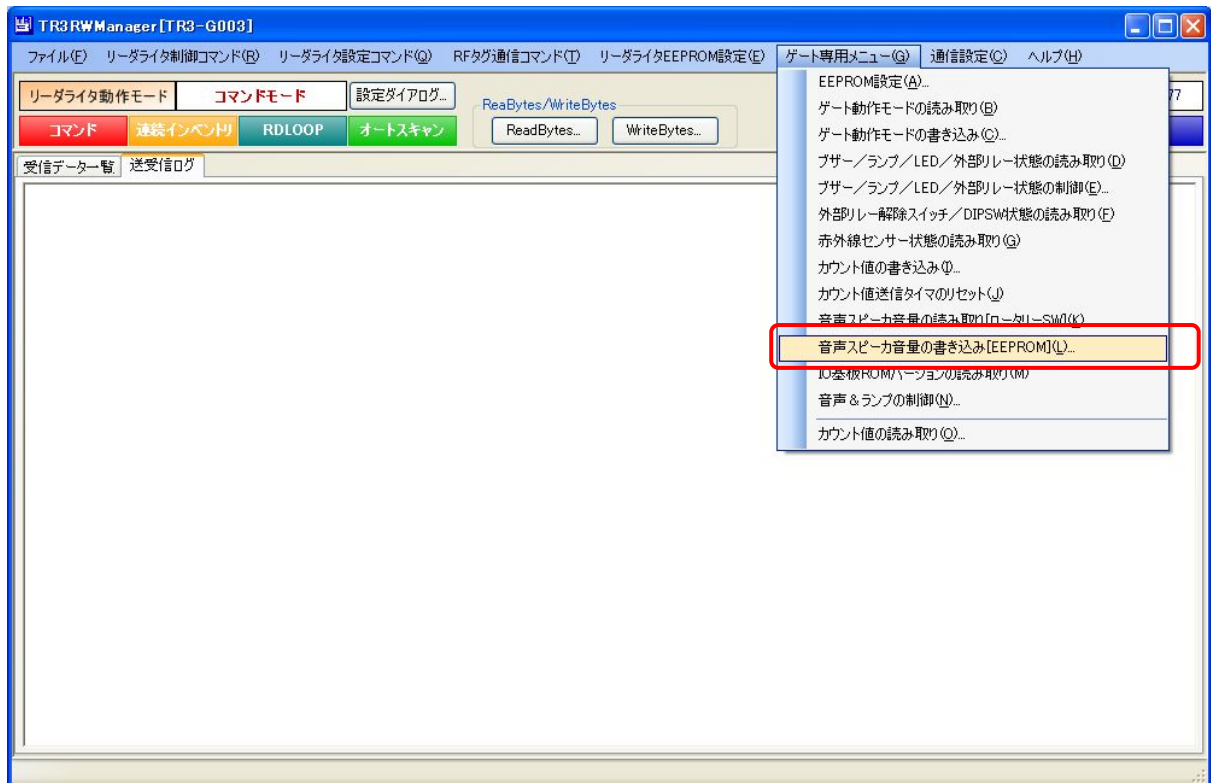 TR3RWManager[TR3-G003]
ファイル(F) リーダライタ制御コマンド(R) リーダライタ設定コマンド(Q) RFタグ通信コマンド(T) リーダライタEEPROM設定(E) ゲート専用メニュー(G) 通信設定(C) ヘルプ(H)
リーダライタ動作モード コマンドモード 設定ダイアログ...
ReaBytes/WriteBytes
77
コマンド 連続インベントリ RDLOOP オートスキャン ReadBytes... WriteBytes...
受信データ一覧 送受信ログ
EEPROM設定(A)...
ゲート動作モードの読み取り(B)
ゲート動作モードの書き込み(C)...
ブザー/ランプ/LED/外部リレー状態の読み取り(D)
ブザー/ランプ/LED/外部リレー状態の制御(E)...
外部リレー解除スイッチ/DIPSW状態の読み取り(F)
赤外線センサー状態の読み取り(G)
カウント値の書き込み(I)...
カウント値送信タイマのリセット(J)
音声スピーカ音量の読み取り[ロータリーSW](K)
音声スピーカ音量の書き込み[EEPROM](L)...
IO基板ROMバージョンの読み取り(M)
音声&ランプの制御(N)...
カウント値の読み取り(O)...